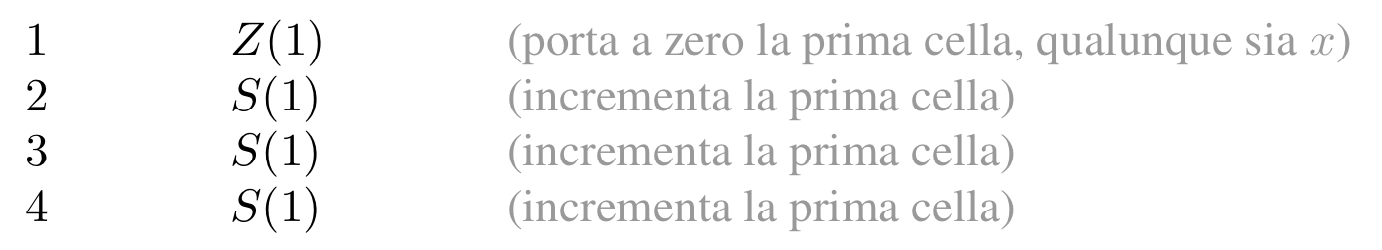 1 Z(1) (porta a zero la prima cella, qualunque sia x)
2 S(1) (incrementa la prima cella)
3 S(1) (incrementa la prima cella)
4 S(1) (incrementa la prima cella)